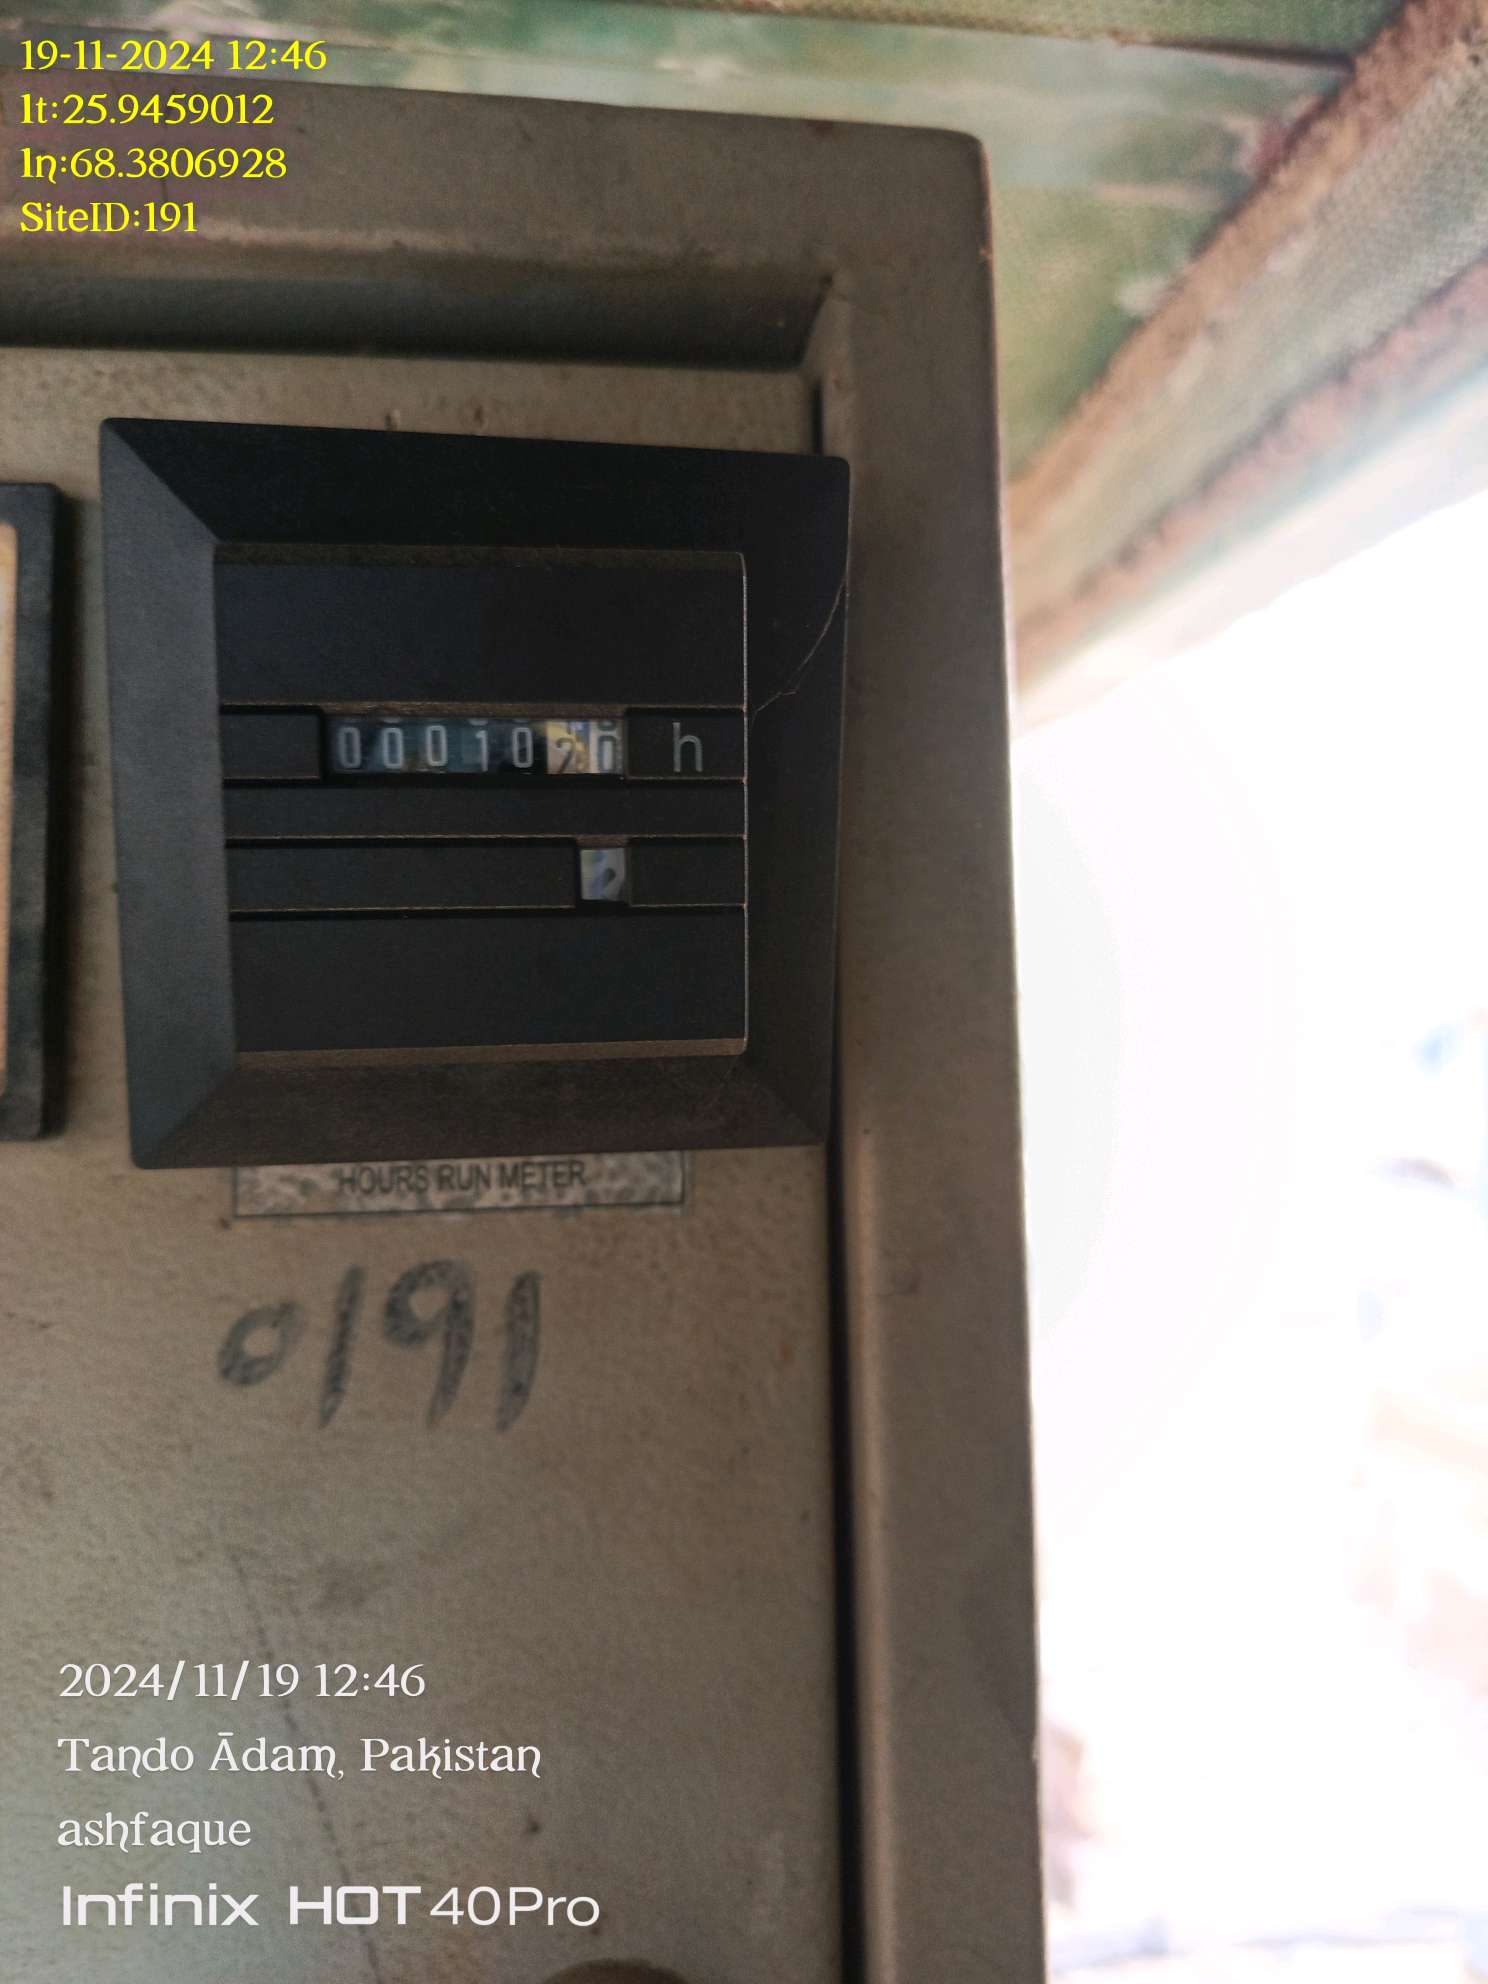 19-11-2024 12:46
lt:25.9459012
ln:68.3806928
SiteID:191
0001020 h
HOURS RUN METER
0191
2024/11/19 12:46
Tando Ādam, Pakistan
ashfaque
Infinix HOT 40Pro